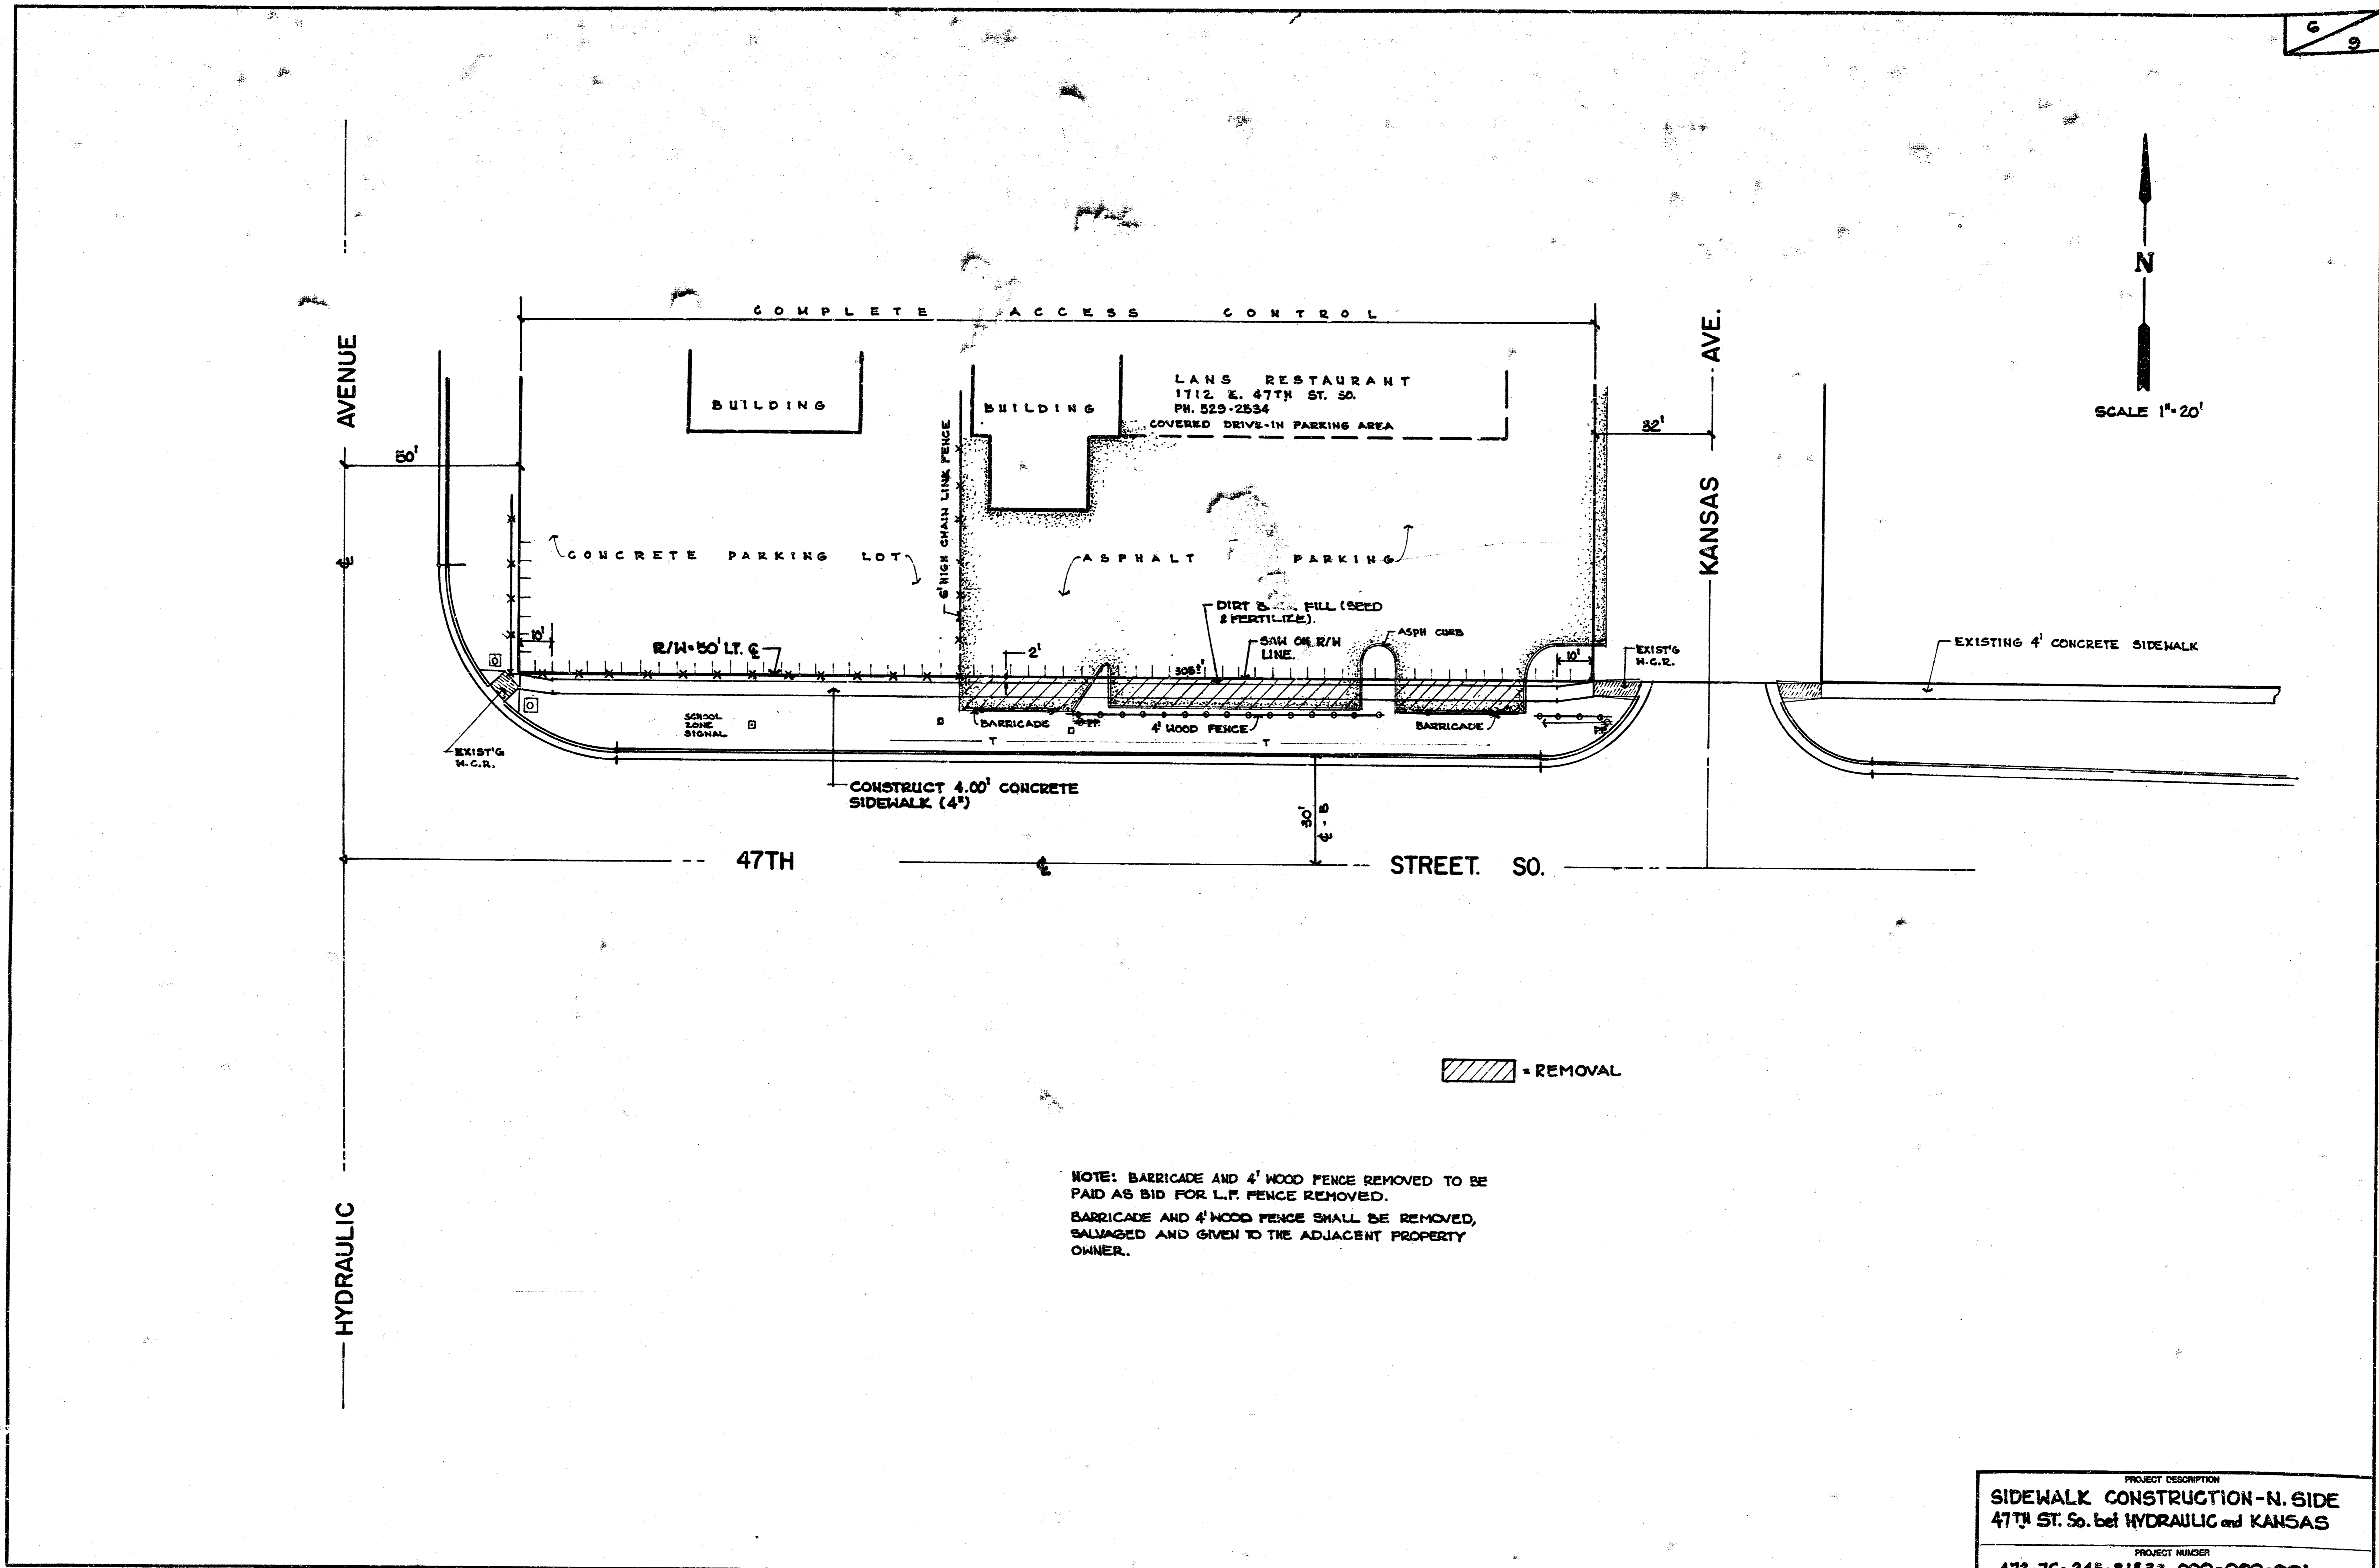 6
9
N
SCALE 1"=20'
COMPLETE ACCESS CONTROL
AVENUE
KANSAS AVE.
BUILDING
BUILDING
LANS RESTAURANT
1712 E. 47TH ST. SO.
PH. 529-2534
COVERED DRIVE-IN PARKING AREA
50'
32'
6' HIGH CHAIN LINK FENCE
CONCRETE PARKING LOT
ASPHALT PARKING
DIRT FILL (SEED
& FERTILIZE).
SAW ON R/W
LINE.
ASPH CURB
10'
R/W=50' LT. ℄
2'
305±'
10'
EXIST'G
H.C.R.
EXISTING 4' CONCRETE SIDEWALK
SCHOOL
ZONE
SIGNAL
BARRICADE
P.P.
4' WOOD FENCE
BARRICADE
P.P.
T
T
EXIST'G
H.C.R.
CONSTRUCT 4.00' CONCRETE
SIDEWALK (4")
30'
℄ - B
℄
47TH
℄
STREET. SO.
= REMOVAL
NOTE: BARRICADE AND 4' WOOD FENCE REMOVED TO BE
PAID AS BID FOR L.F. FENCE REMOVED.
BARRICADE AND 4' WOOD FENCE SHALL BE REMOVED,
SALVAGED AND GIVEN TO THE ADJACENT PROPERTY
OWNER.
HYDRAULIC
PROJECT DESCRIPTION
SIDEWALK CONSTRUCTION-N. SIDE
47TH ST. So. bet HYDRAULIC and KANSAS
PROJECT NUMBER